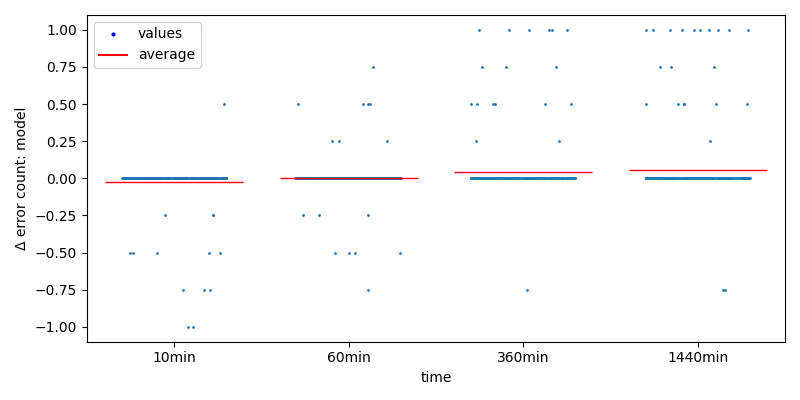 values
average
1.00
0.75
0.50
0.25
0.00
−0.25
−0.50
−0.75
−1.00
Δ error count: model
10min 60min 360min 1440min
time